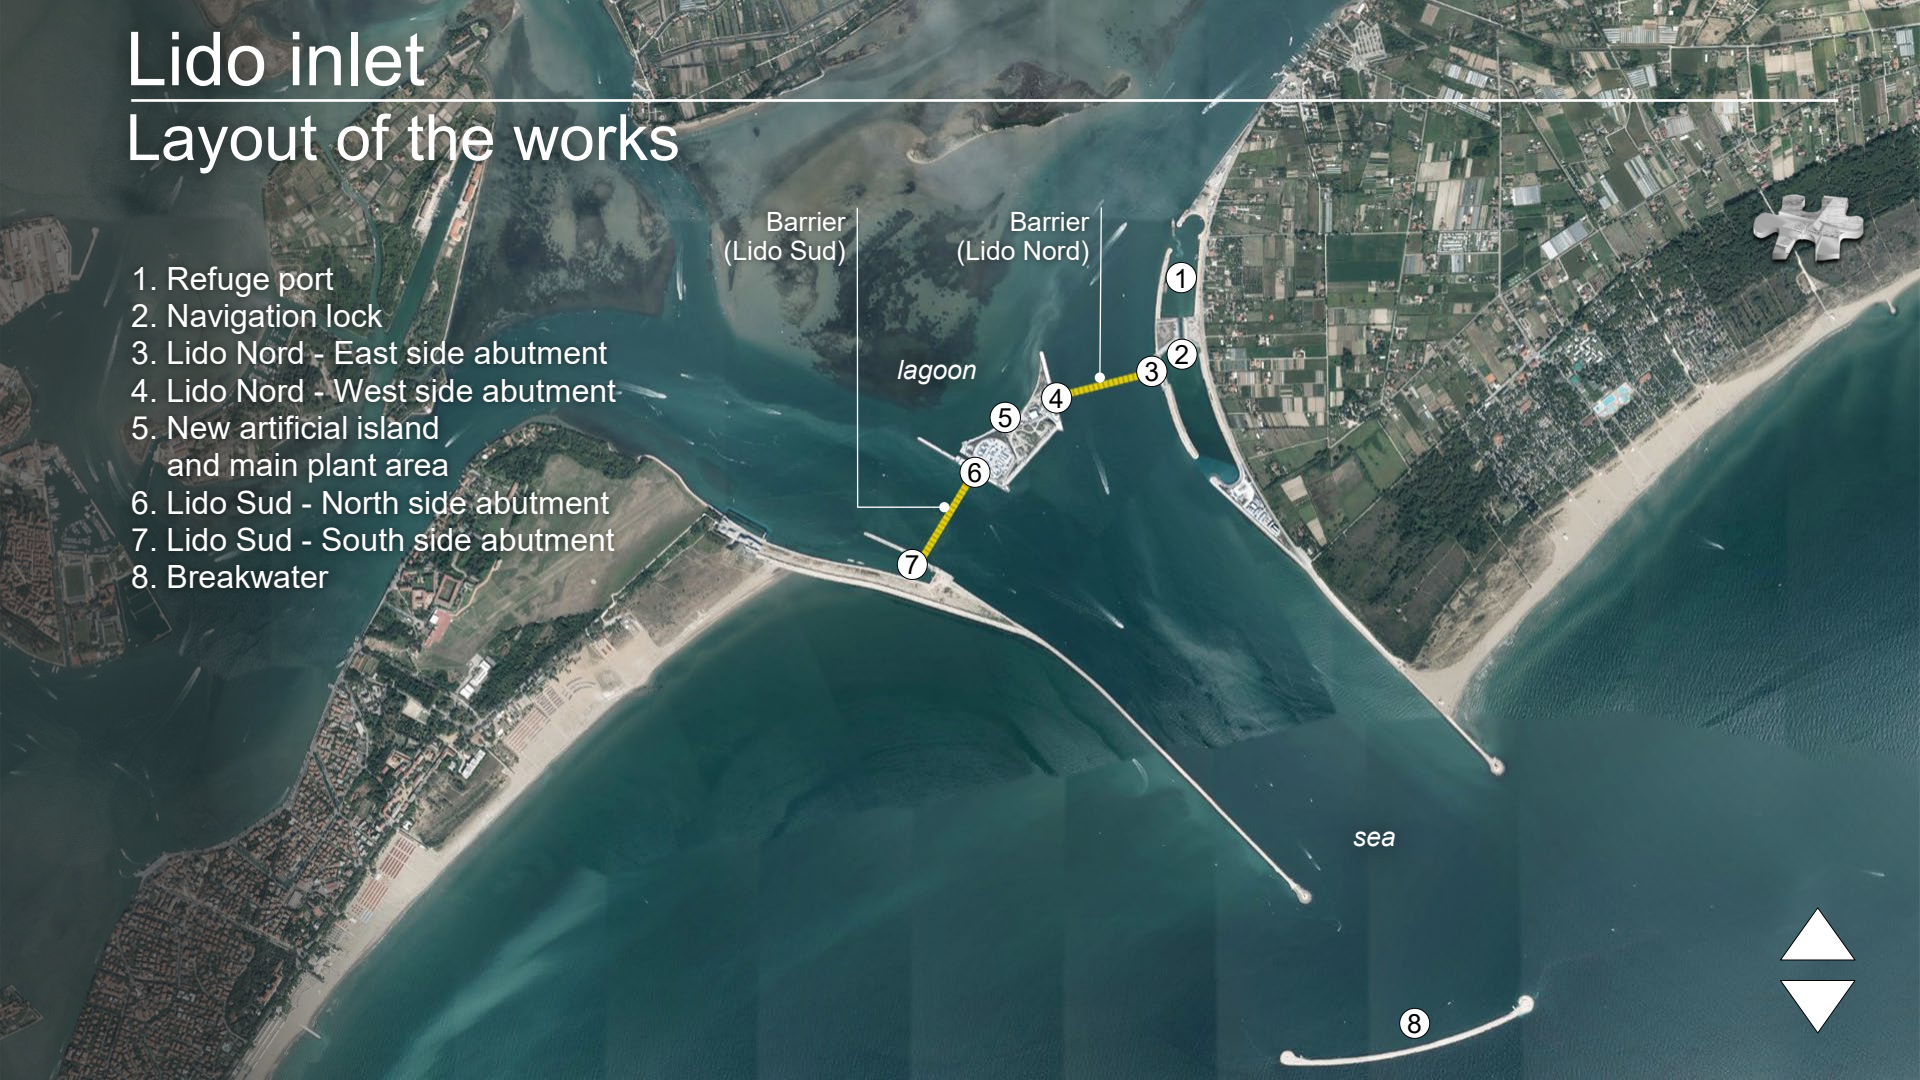 Lido inlet
Layout of the works
Barrier
(Lido Sud)
Barrier
(Lido Nord)
1. Refuge port
2. Navigation lock
3. Lido Nord - East side abutment
4. Lido Nord - West side abutment
5. New artificial island
and main plant area
6. Lido Sud - North side abutment
7. Lido Sud - South side abutment
8. Breakwater
1
2
3
lagoon
4
5
6
7
sea
8